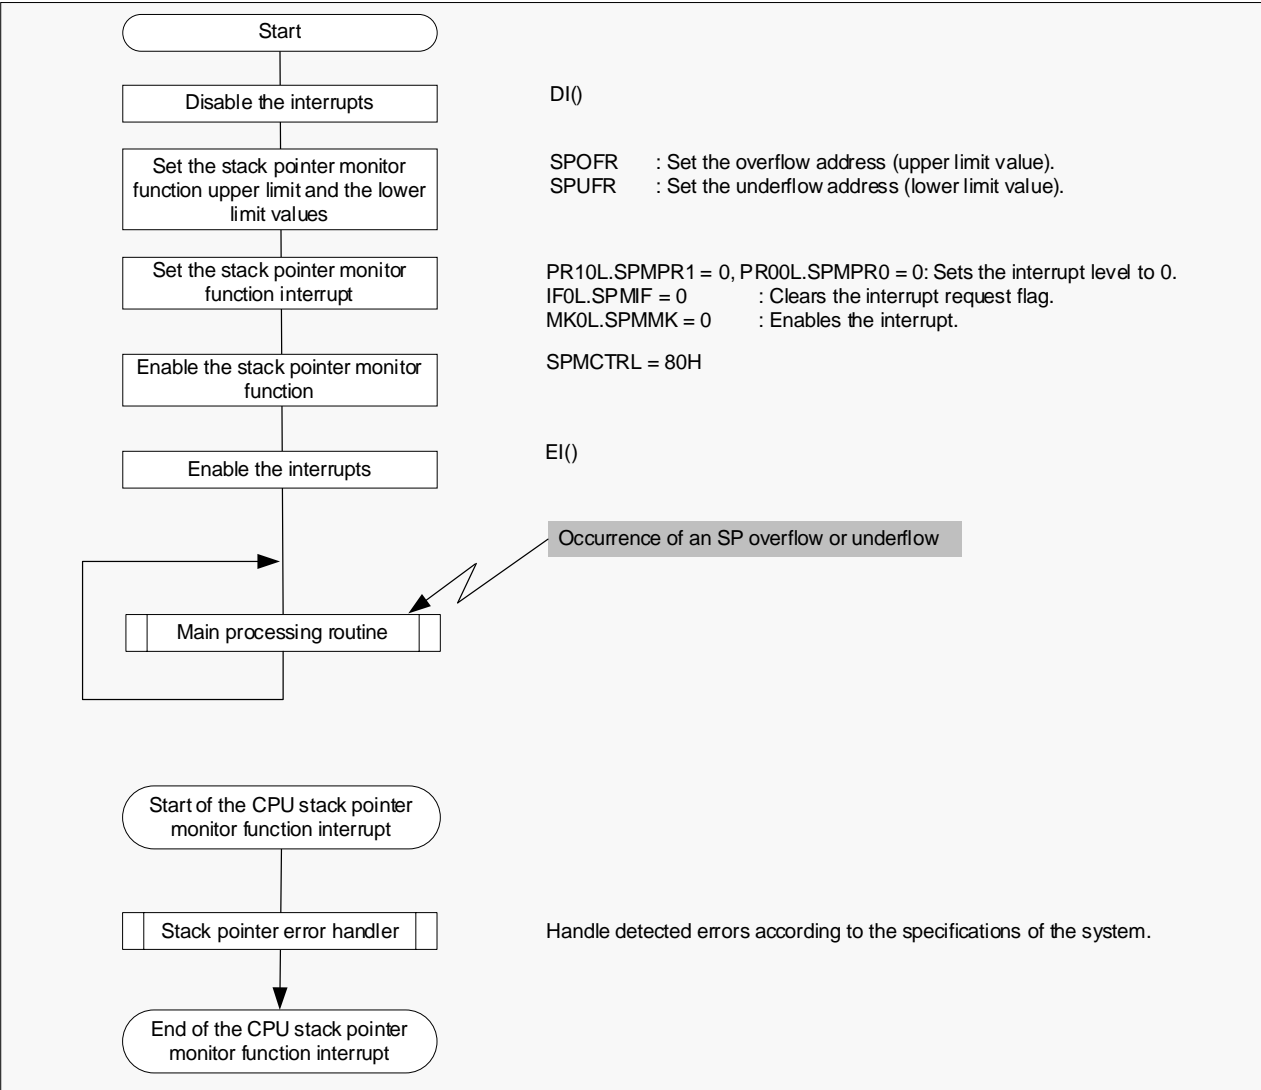 Start
Disable the interrupts
DI()
Set the stack pointer monitor
function upper limit and the lower
limit values
SPOFR : Set the overflow address (upper limit value).
SPUFR : Set the underflow address (lower limit value).
Set the stack pointer monitor
function interrupt
PR10L.SPMPR1 = 0, PR00L.SPMPR0 = 0: Sets the interrupt level to 0.
IF0L.SPMIF = 0 : Clears the interrupt request flag.
MK0L.SPMMK = 0 : Enables the interrupt.
Enable the stack pointer monitor
function
SPMCTRL = 80H
Enable the interrupts
EI()
Occurrence of an SP overflow or underflow
Main processing routine
Start of the CPU stack pointer
monitor function interrupt
Stack pointer error handler
Handle detected errors according to the specifications of the system.
End of the CPU stack pointer
monitor function interrupt